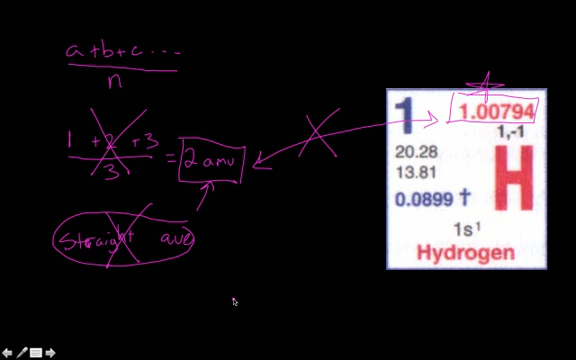 a+b+c...
n
1 +2 +3
3
= 2 amu
Straight ave
1
1.00794
1,-1
20.28
13.81
0.0899 †
H
1s¹
Hydrogen